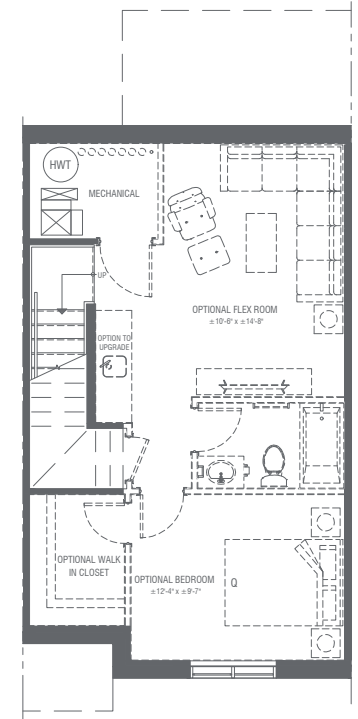 HWT
MECHANICAL
UP
OPTIONAL FLEX ROOM
±10'-6" x ±14'-8"
OPTION TO
UPGRADE
OPTIONAL WALK
IN CLOSET
OPTIONAL BEDROOM
±12'-4" x ±9'-7"
Q